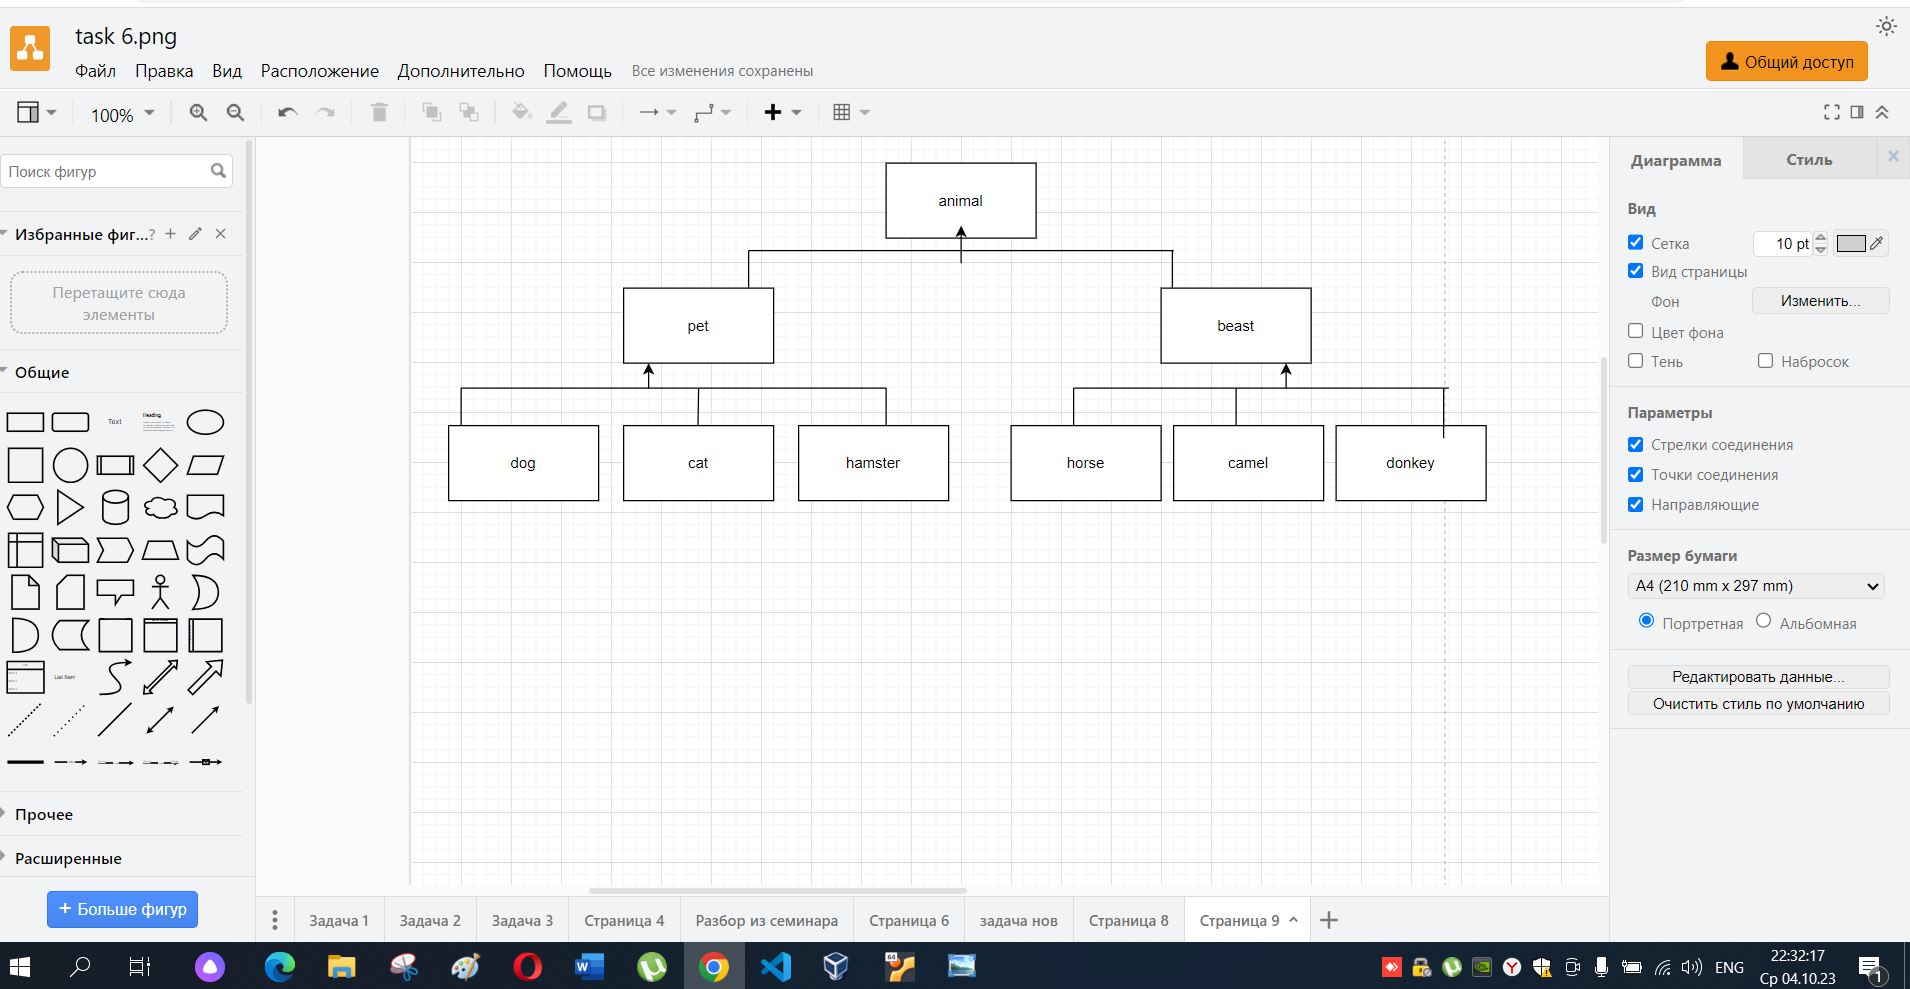 task 6.png
Файл Правка Вид Расположение Дополнительно Помощь Все изменения сохранены
Общий доступ
100%
Поиск фигур
Избранные фиг...?
Перетащите сюда
элементы
Общие
Text
Heading
List Item
Прочее
Расширенные
+ Больше фигур
animal
pet
beast
dog
cat
hamster
horse
camel
donkey
Диаграмма
Стиль
Вид
Сетка
10 pt
Вид страницы
Фон
Изменить...
Цвет фона
Тень
Набросок
Параметры
Стрелки соединения
Точки соединения
Направляющие
Размер бумаги
A4 (210 mm x 297 mm)
Портретная
Альбомная
Редактировать данные...
Очистить стиль по умолчанию
Задача 1
Задача 2
Задача 3
Страница 4
Разбор из семинара
Страница 6
задача нов
Страница 8
Страница 9
64
ENG
22:32:17
Ср 04.10.23
1